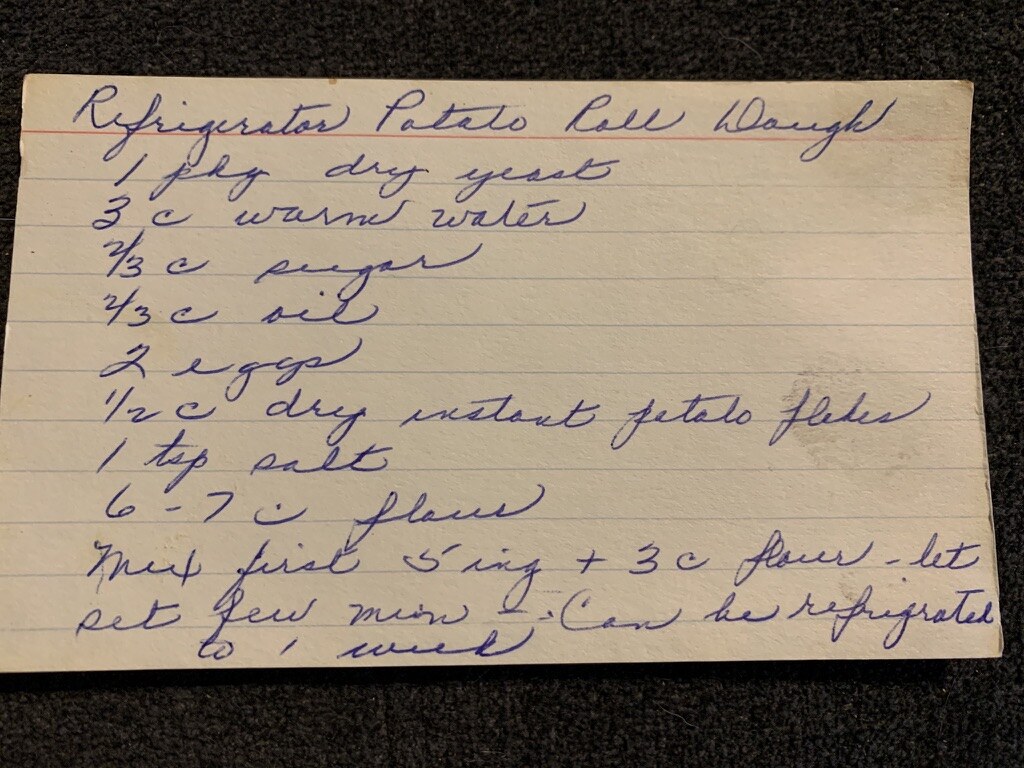 Refrigerator Potato Roll Dough
1 pkg dry yeast
3 c warm water
2/3 c sugar
2/3 c oil
2 eggs
1/2 c dry instant potato flakes
1 tsp salt
6 - 7 c flour
Mix first 5 ing + 3 c flour - let
set few min - . Can be refrigrated
to 1 week